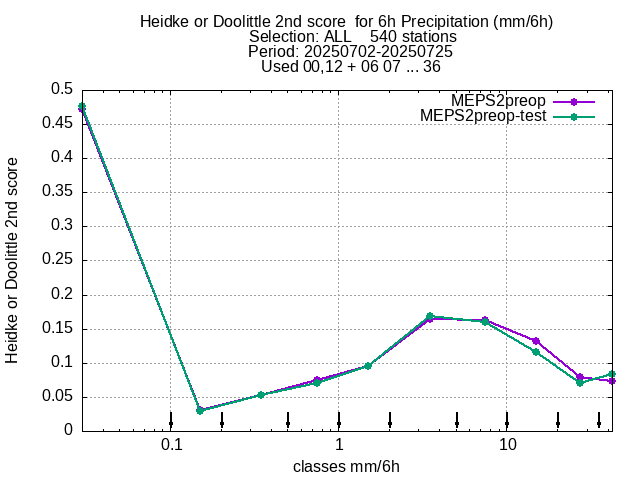 Heidke or Doolittle 2nd score  for 6h Precipitation (mm/6h)
Selection: ALL    540 stations
Period: 20250702-20250725
Used 00,12 + 06 07 ... 36
MEPS2preop
MEPS2preop-test
0.5
0.45
0.4
0.35
0.3
0.25
0.2
0.15
0.1
0.05
0
Heidke or Doolittle 2nd score
0.1 1 10
classes mm/6h